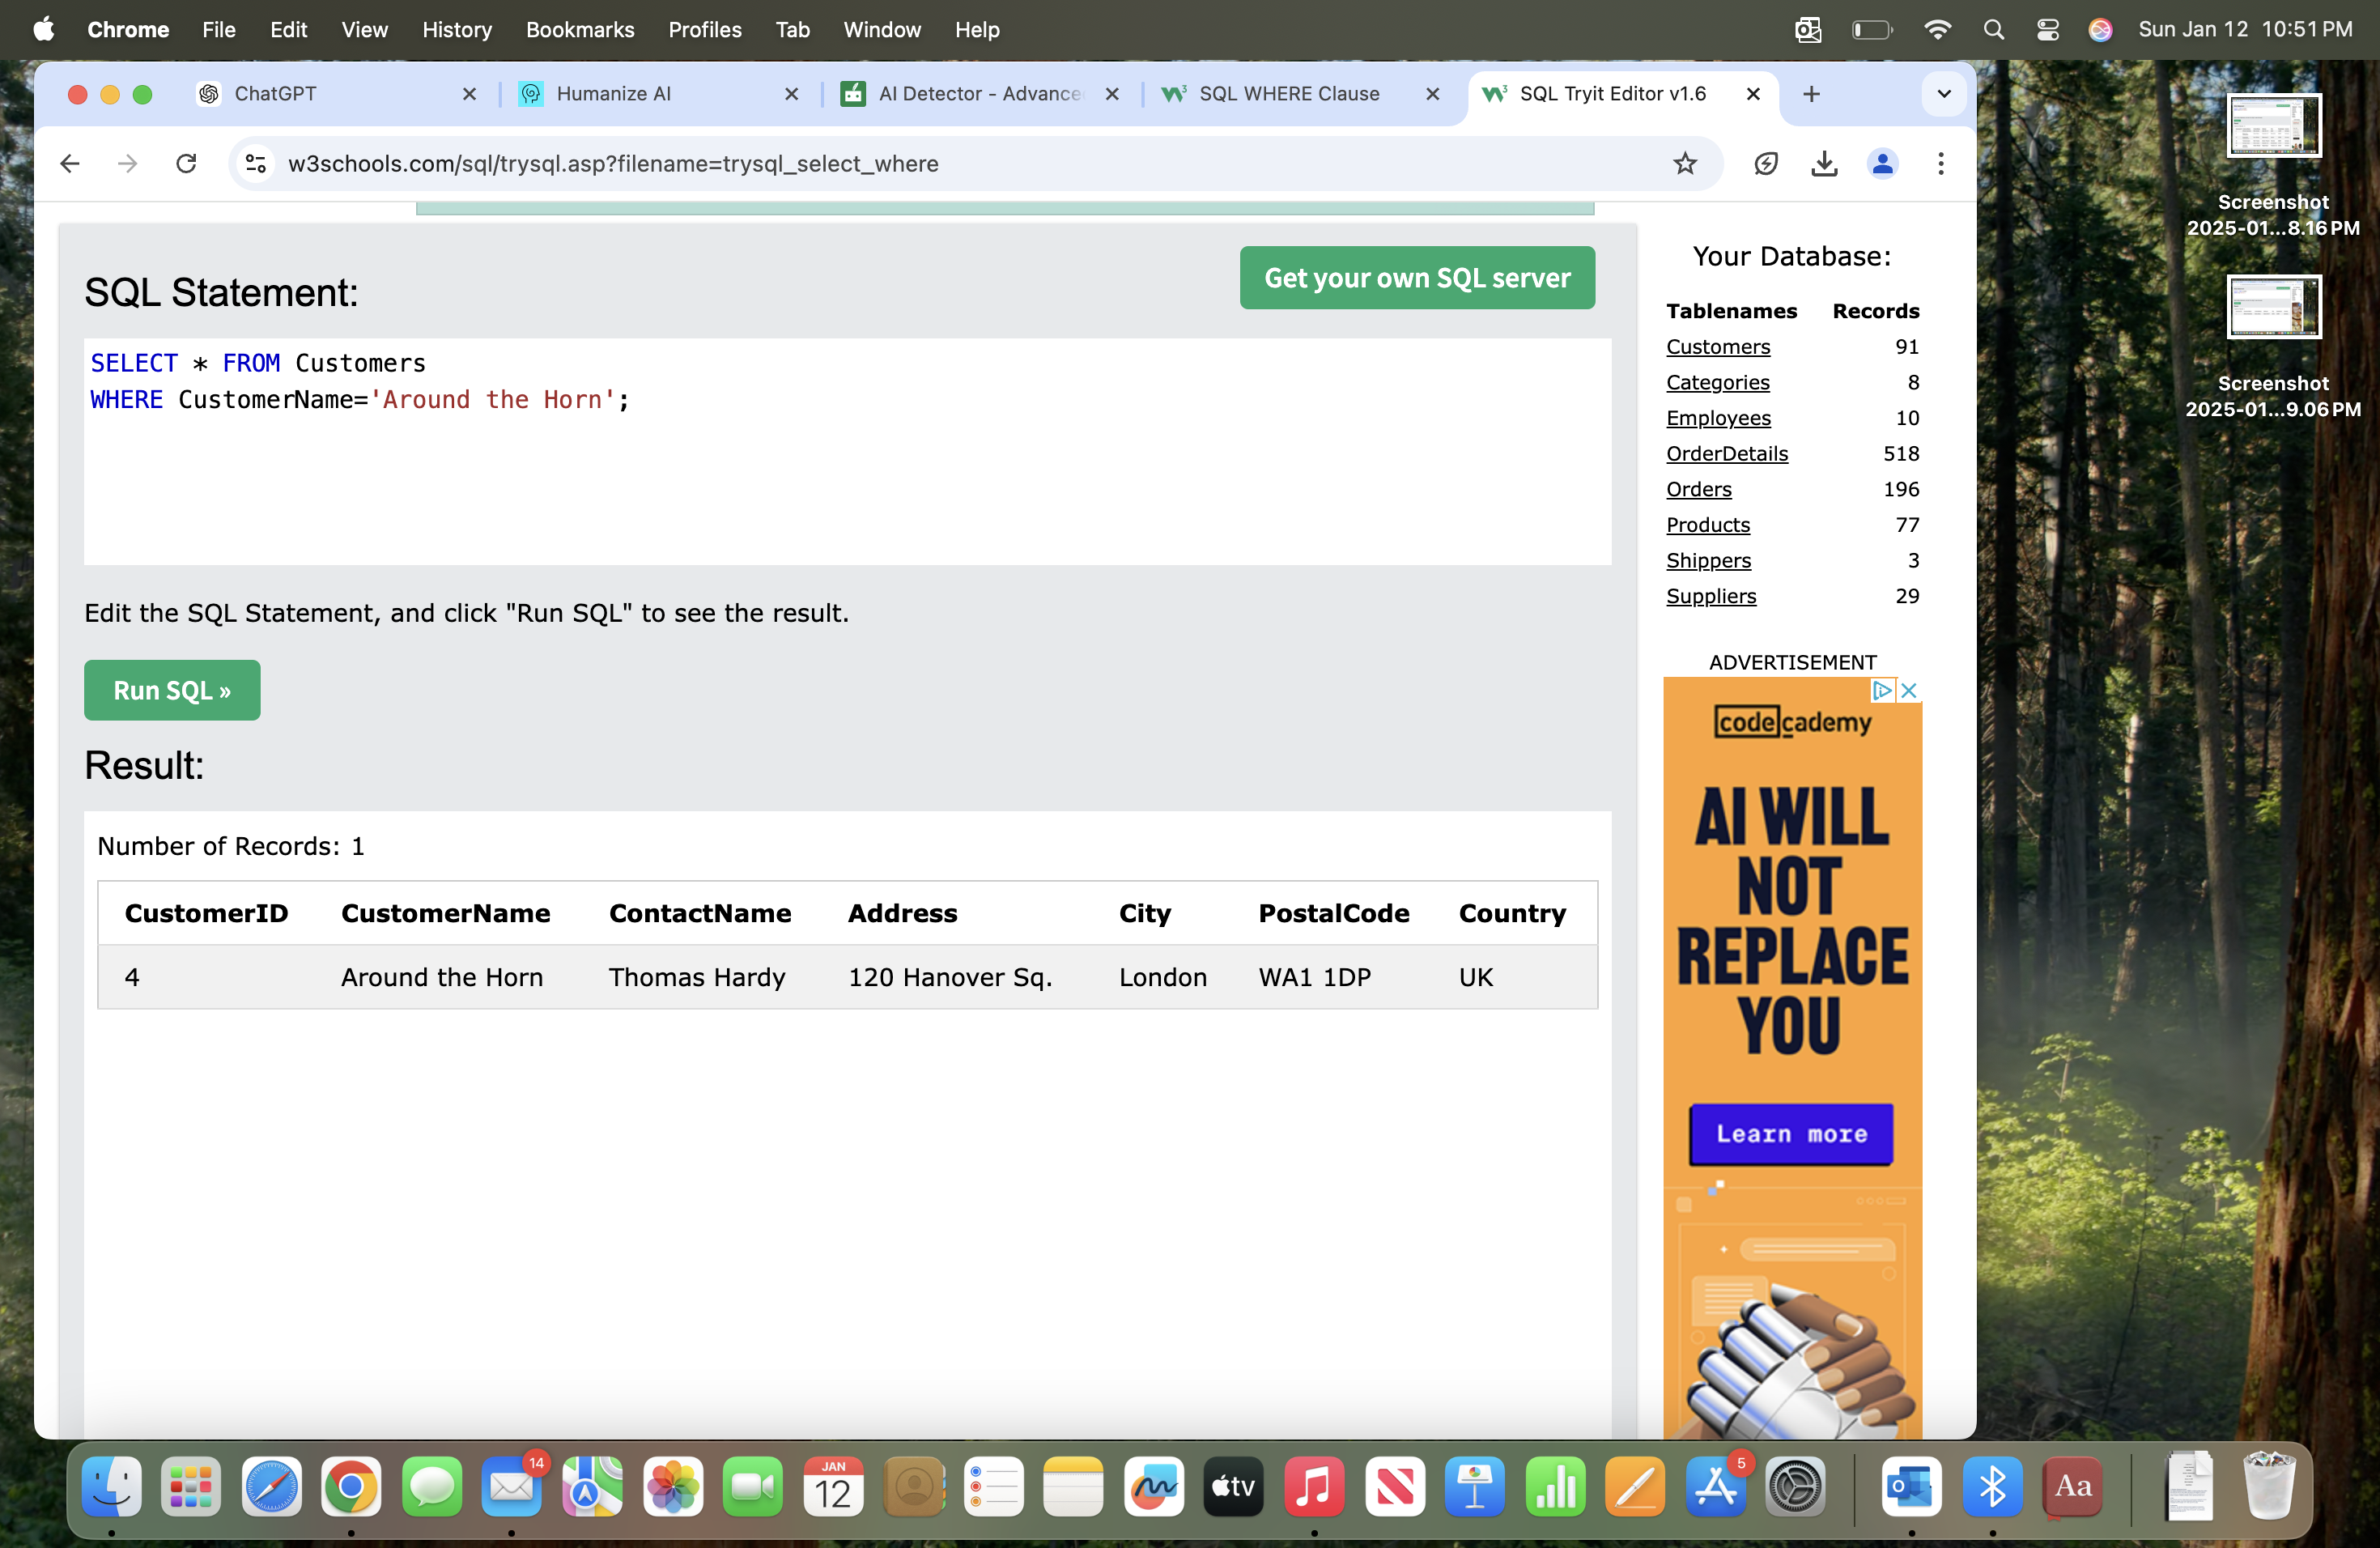 Chrome File Edit View History Bookmarks Profiles Tab Window Help Sun Jan 12 10:51 PM
ChatGPT Humanize AI AI Detector - Advance SQL WHERE Clause SQL Tryit Editor v1.6
w3schools.com/sql/trysql.asp?filename=trysql_select_where
SQL Statement:
Get your own SQL server
SELECT * FROM Customers
WHERE CustomerName='Around the Horn';
Edit the SQL Statement, and click "Run SQL" to see the result.
Run SQL »
Result:
Number of Records: 1
CustomerID CustomerName ContactName Address City PostalCode Country
4 Around the Horn Thomas Hardy 120 Hanover Sq. London WA1 1DP UK
Your Database:
Tablenames Records
Customers 91
Categories 8
Employees 10
OrderDetails 518
Orders 196
Products 77
Shippers 3
Suppliers 29
ADVERTISEMENT
codecademy
AI WILL
NOT
REPLACE
YOU
Learn more
Screenshot
2025-01...8.16 PM
Screenshot
2025-01...9.06 PM
14
JAN
12
tv
5
Aa